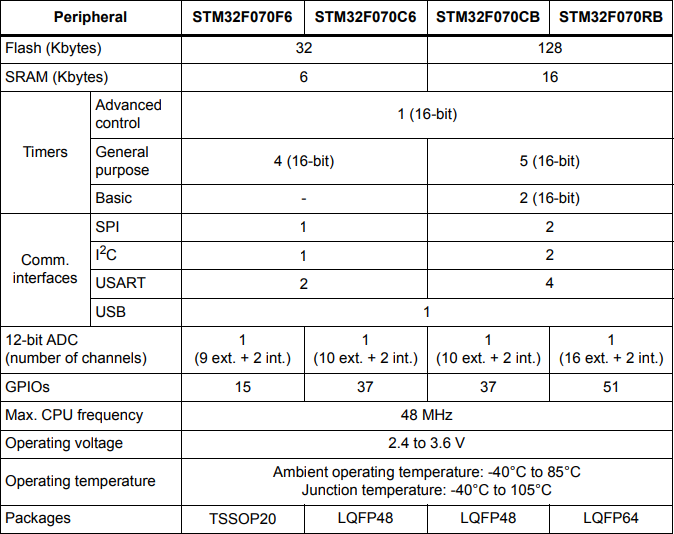 Peripheral STM32F070F6 STM32F070C6 STM32F070CB STM32F070RB
Flash (Kbytes) 32 128
SRAM (Kbytes) 6 16
Timers
Advanced
control
1 (16-bit)
General
purpose
4 (16-bit) 5 (16-bit)
Basic - 2 (16-bit)
Comm.
interfaces
SPI 1 2
I2C 1 2
USART 2 4
USB 1
12-bit ADC
(number of channels)
1
(9 ext. + 2 int.)
1
(10 ext. + 2 int.)
1
(10 ext. + 2 int.)
1
(16 ext. + 2 int.)
GPIOs 15 37 37 51
Max. CPU frequency 48 MHz
Operating voltage 2.4 to 3.6 V
Operating temperature
Ambient operating temperature: -40°C to 85°C
Junction temperature: -40°C to 105°C
Packages TSSOP20 LQFP48 LQFP48 LQFP64